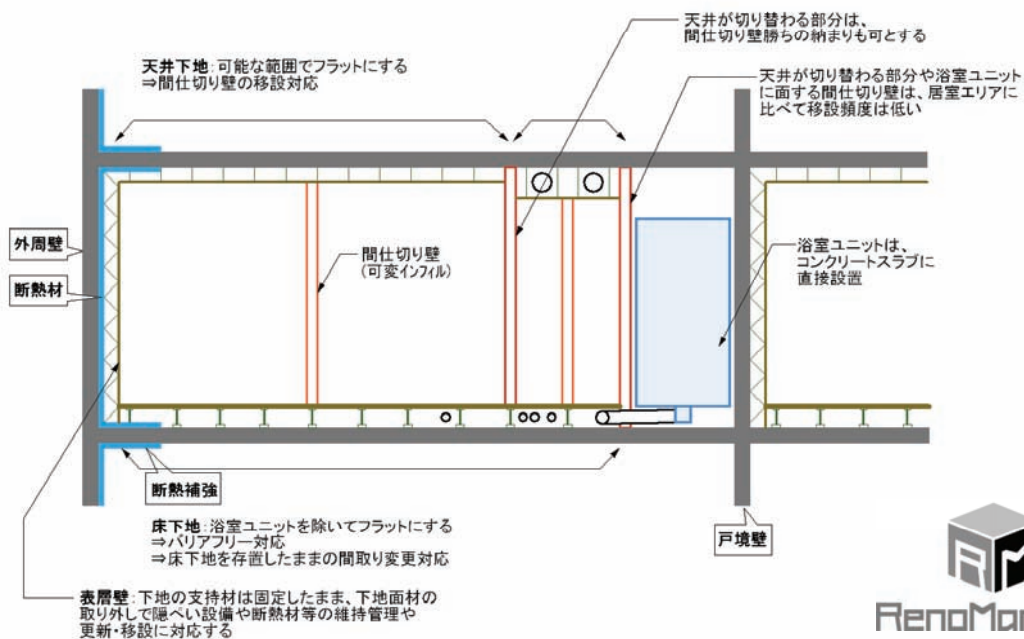 天井が切り替わる部分は、
間仕切り壁勝ちの納まりも可とする
天井下地:可能な範囲でフラットにする
⇒間仕切り壁の移設対応
天井が切り替わる部分や浴室ユニット
に面する間仕切り壁は、居室エリアに
比べて移設頻度は低い
外周壁
断熱材
間仕切り壁
(可変インフィル)
浴室ユニットは、
コンクリートスラブに
直接設置
断熱補強
床下地:浴室ユニットを除いてフラットにする
⇒バリアフリー対応
⇒床下地を存置したままの間取り変更対応
戸境壁
表層壁:下地の支持材は固定したまま、下地面材の
取り外しで隠ぺい設備や断熱材等の維持管理や
更新・移設に対応する
RM